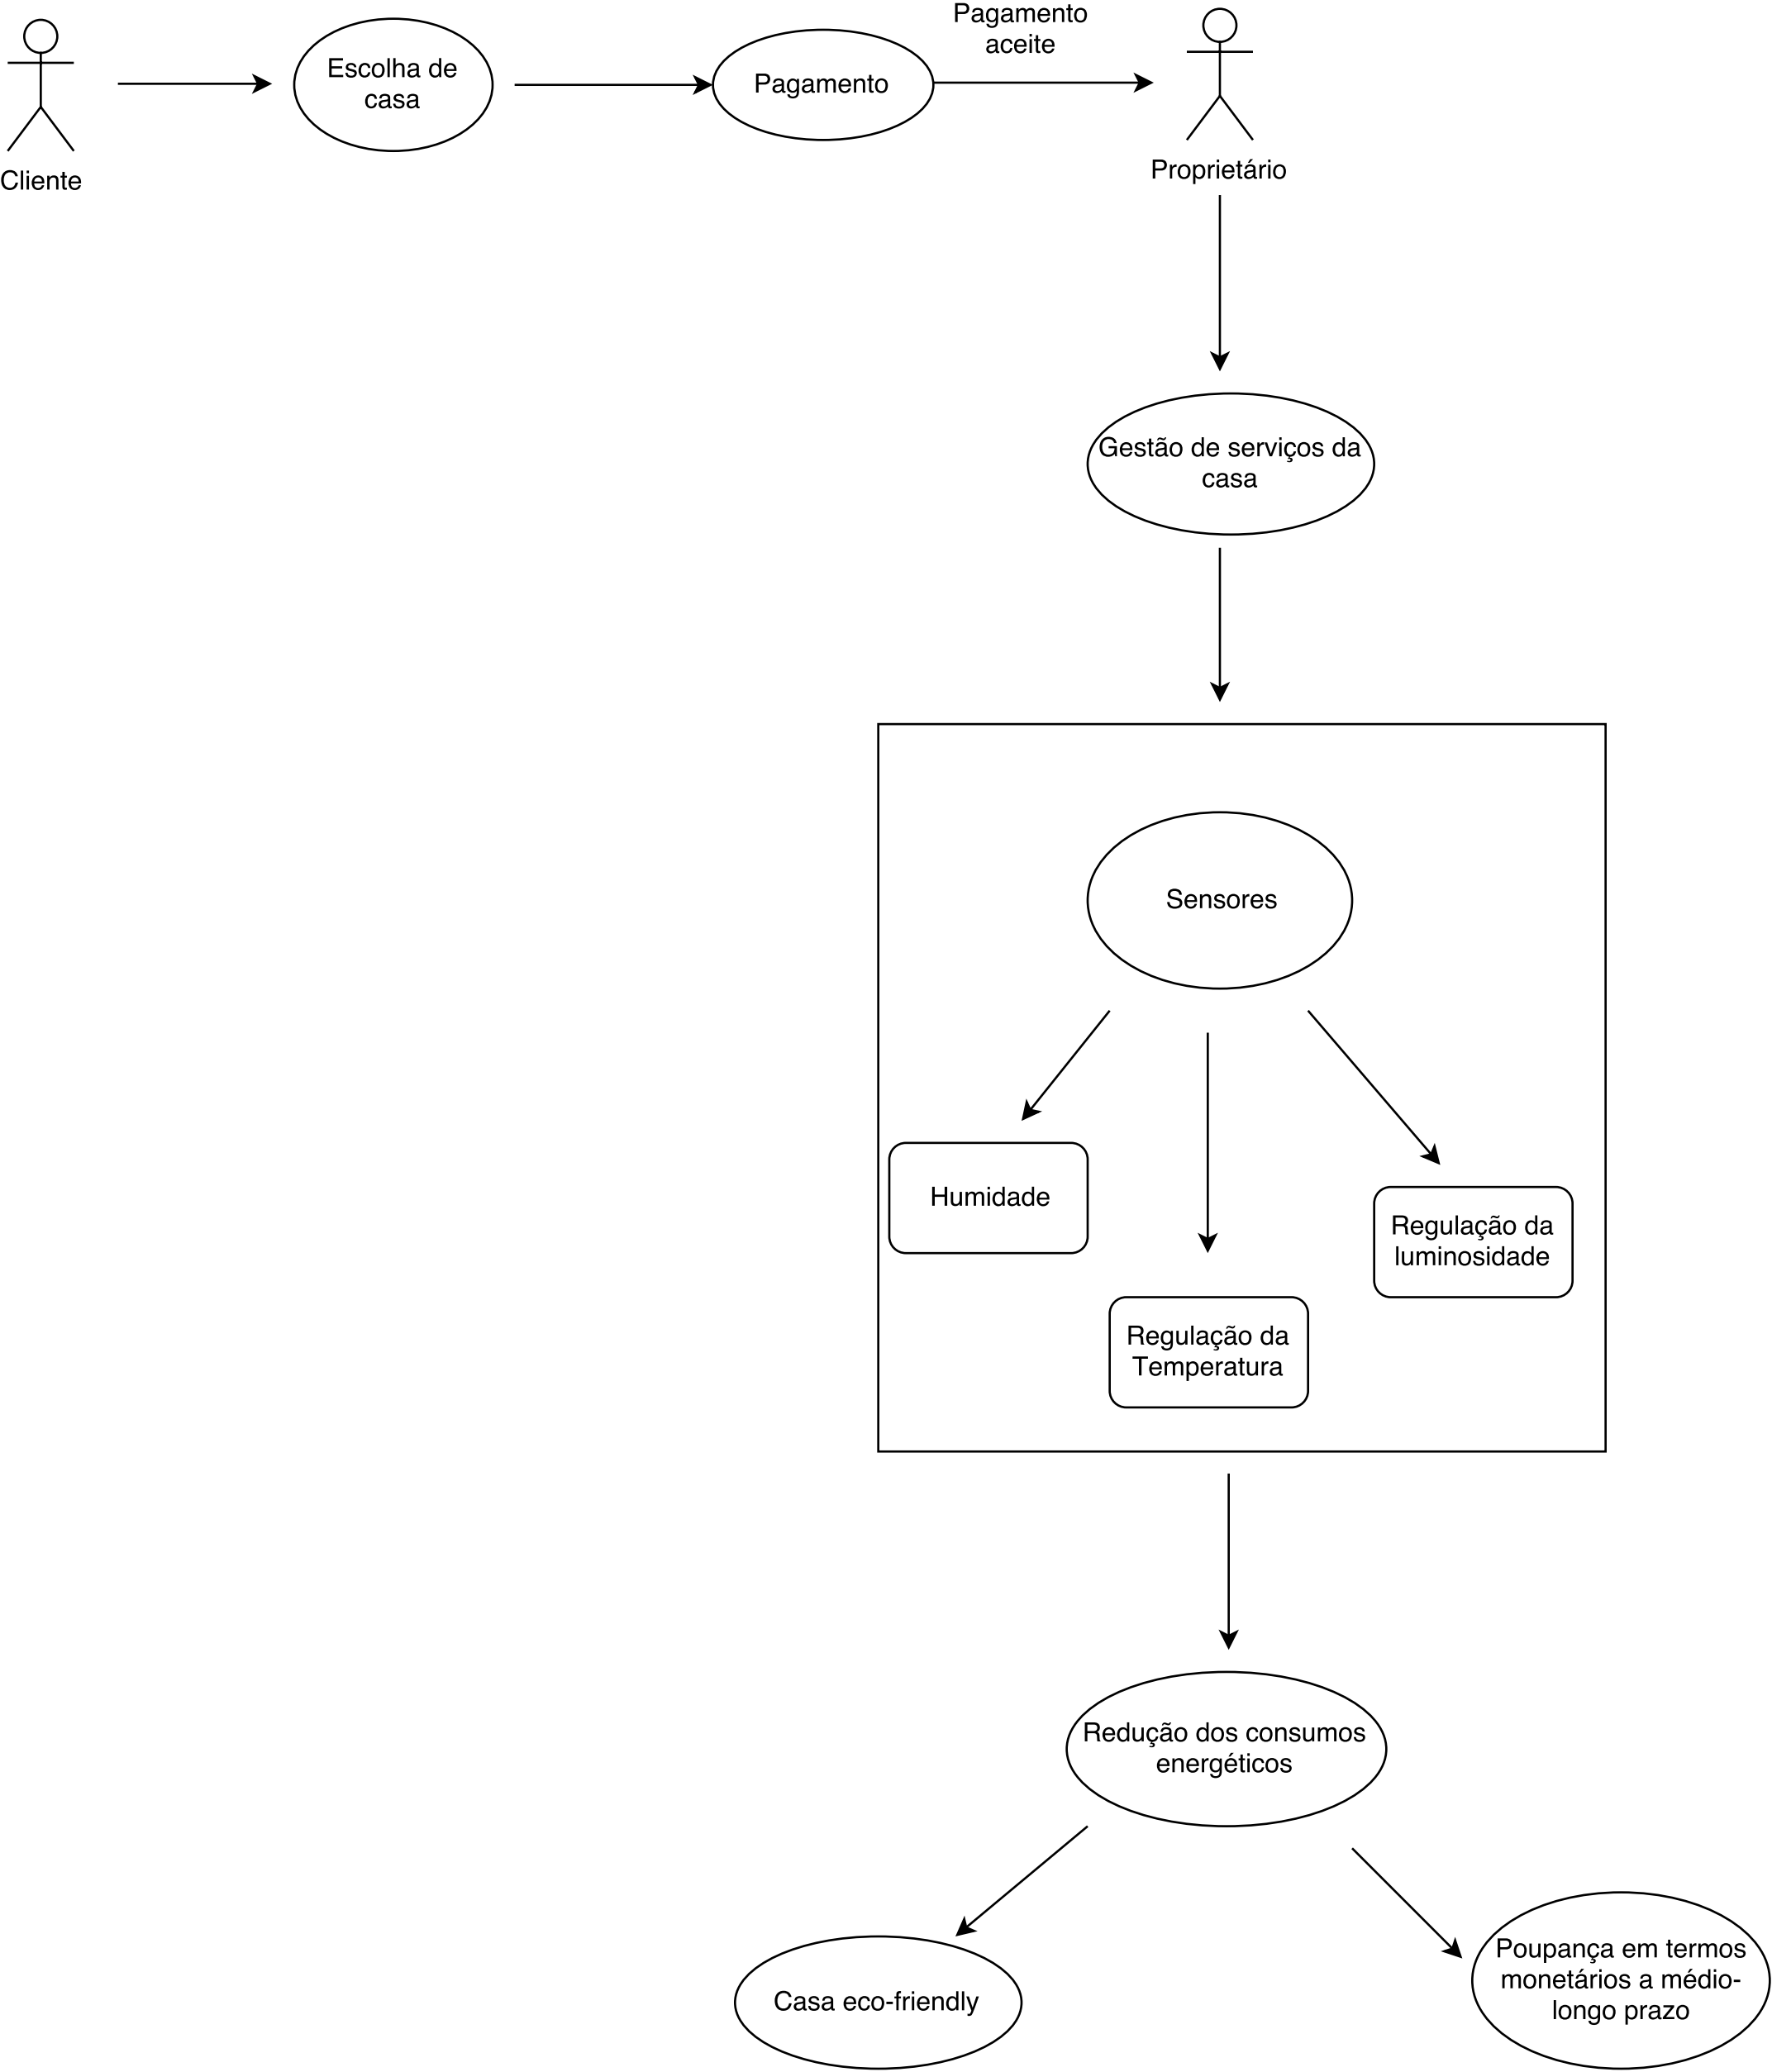 Cliente
Escolha de
casa
Pagamento
Pagamento
aceite
Proprietário
Gestão de serviços da
casa
Sensores
Humidade
Regulação da
Temperatura
Regulação da
luminosidade
Redução dos consumos
energéticos
Casa eco-friendly
Poupança em termos
monetários a médio-
longo prazo